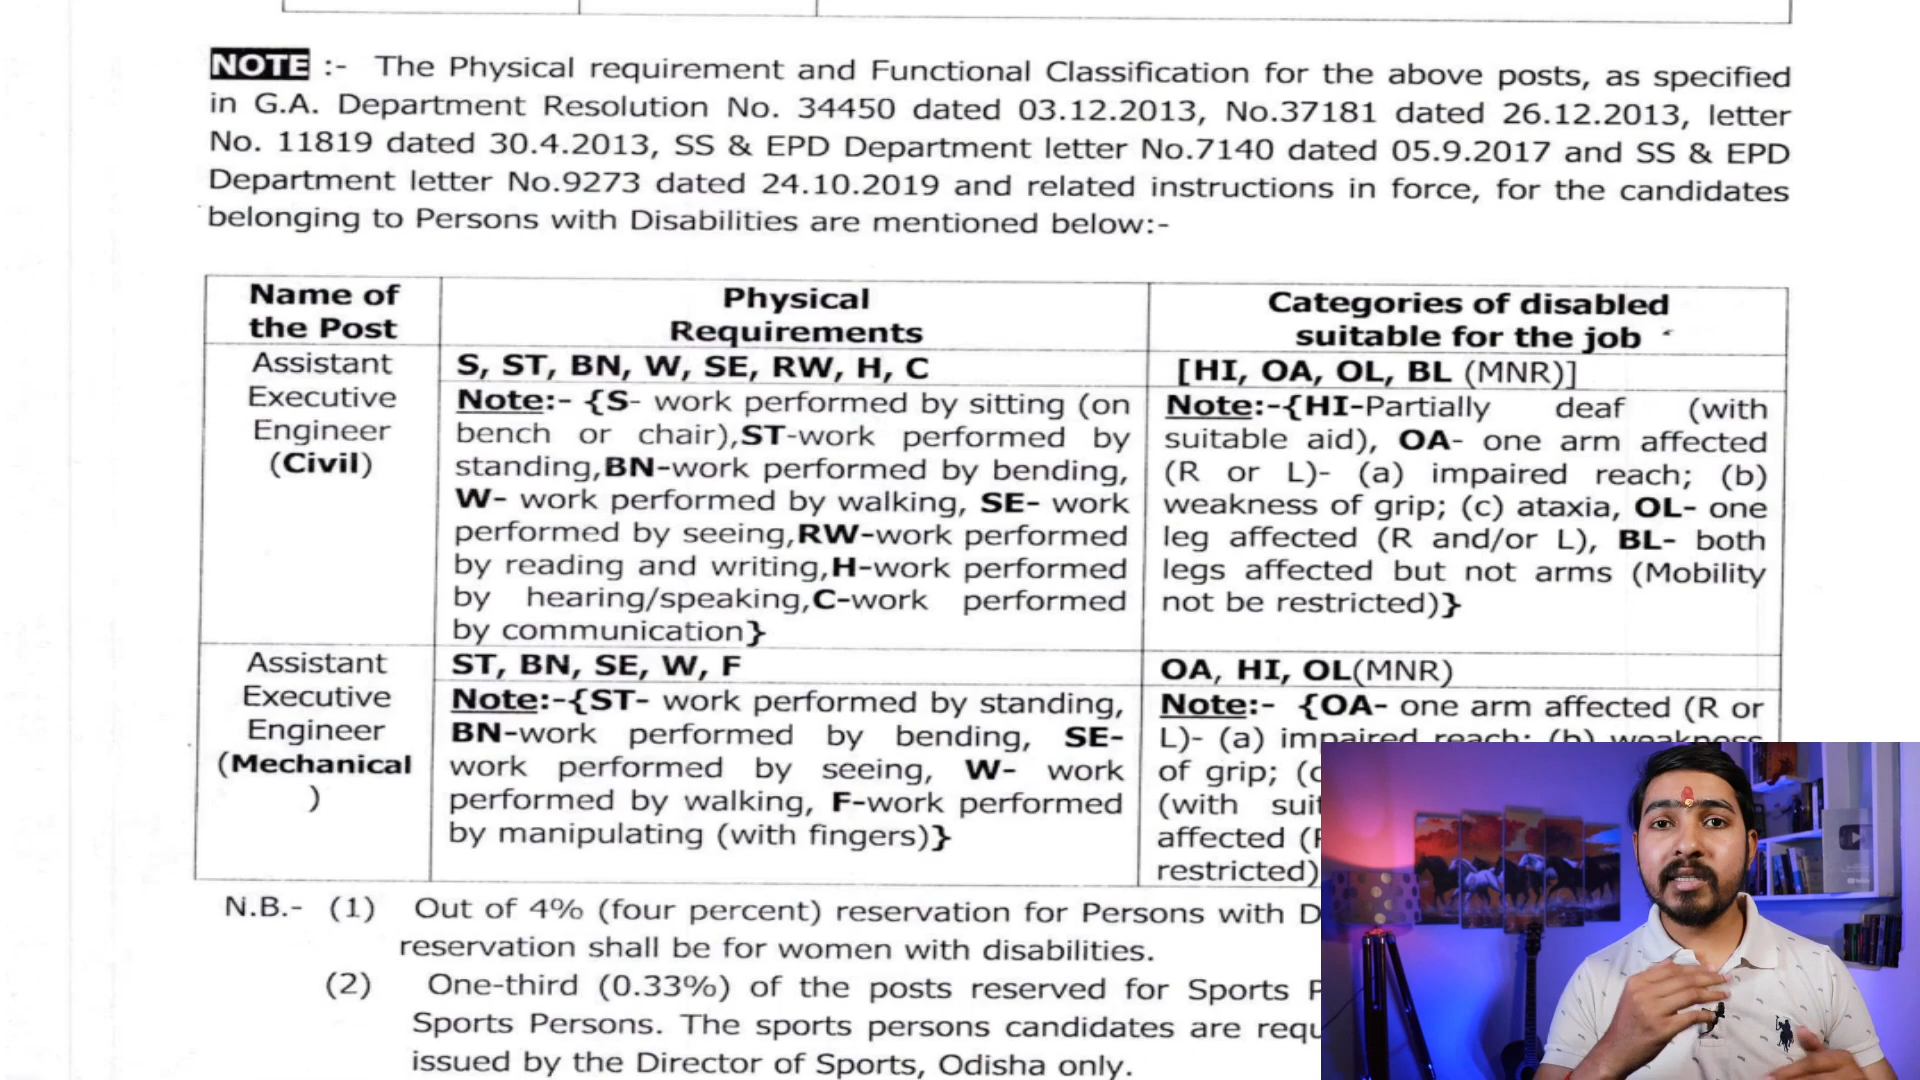 NOTE :- The Physical requirement and Functional Classification for the above posts, as specified
in G.A. Department Resolution No. 34450 dated 03.12.2013, No.37181 dated 26.12.2013, letter
No. 11819 dated 30.4.2013, SS & EPD Department letter No.7140 dated 05.9.2017 and SS & EPD
Department letter No.9273 dated 24.10.2019 and related instructions in force, for the candidates
belonging to Persons with Disabilities are mentioned below:-
Name of
the Post
Physical
Requirements
Categories of disabled
suitable for the job
Assistant
Executive
Engineer
(Civil)
S, ST, BN, W, SE, RW, H, C
Note:- {S- work performed by sitting (on
bench or chair),ST-work performed by
standing,BN-work performed by bending,
W- work performed by walking, SE- work
performed by seeing,RW-work performed
by reading and writing,H-work performed
by hearing/speaking,C-work performed
by communication}
[HI, OA, OL, BL (MNR)]
Note:-{HI-Partially deaf (with
suitable aid), OA- one arm affected
(R or L)- (a) impaired reach; (b)
weakness of grip; (c) ataxia, OL- one
leg affected (R and/or L), BL- both
legs affected but not arms (Mobility
not be restricted)}
Assistant
Executive
Engineer
(Mechanical
)
ST, BN, SE, W, F
Note:-{ST- work performed by standing,
BN-work performed by bending, SE-
work performed by seeing, W- work
performed by walking, F-work performed
by manipulating (with fingers)}
OA, HI, OL(MNR)
Note:- {OA- one arm affected (R or
L)- (a) impaired reach; (b) weakness
of grip; (c
(with suit
affected (R
restricted)
N.B.- (1) Out of 4% (four percent) reservation for Persons with D
reservation shall be for women with disabilities.
(2) One-third (0.33%) of the posts reserved for Sports P
Sports Persons. The sports persons candidates are requ
issued by the Director of Sports, Odisha only.